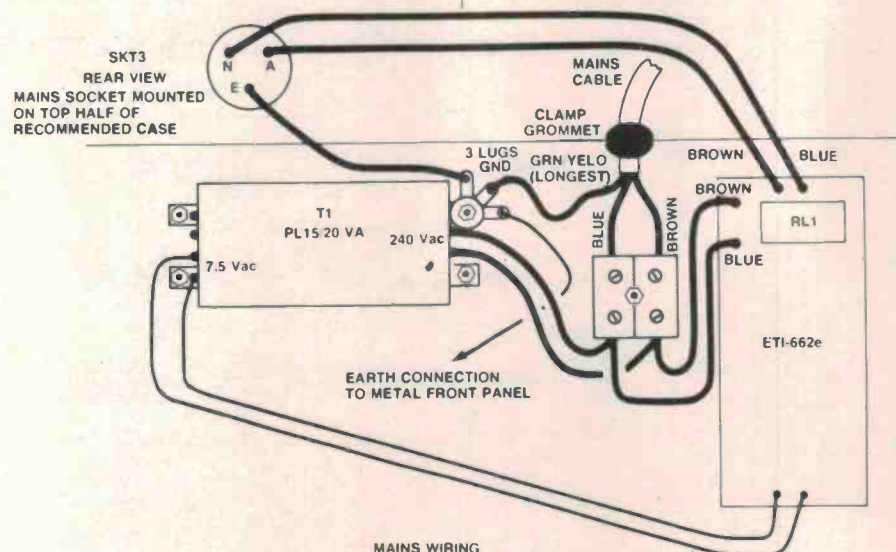 SKT3
REAR VIEW
MAINS SOCKET MOUNTED
ON TOP HALF OF
RECOMMENDED CASE
N
A
E
MAINS
CABLE
CLAMP
GROMMET
3 LUGS
GND
GRN YELO
(LONGEST)
BROWN
BLUE
BROWN
BLUE
BLUE
BROWN
RL1
T1
PL15/20 VA
240 Vac
7.5 Vac
ETI-662e
EARTH CONNECTION
TO METAL FRONT PANEL
MAINS WIRING